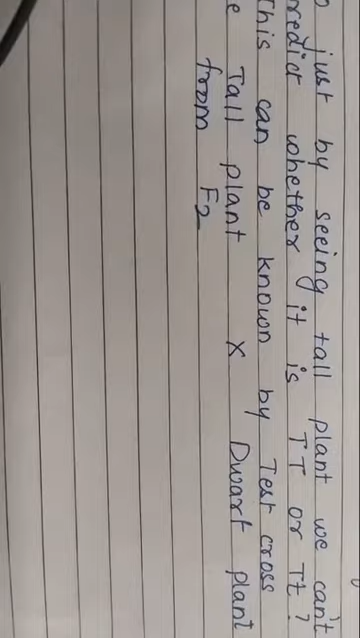 just by seeing tall plant we can't
predict whether it is TT or Tt?
This can be known by Test cross
Tall plant x Dwarf plant
from F2